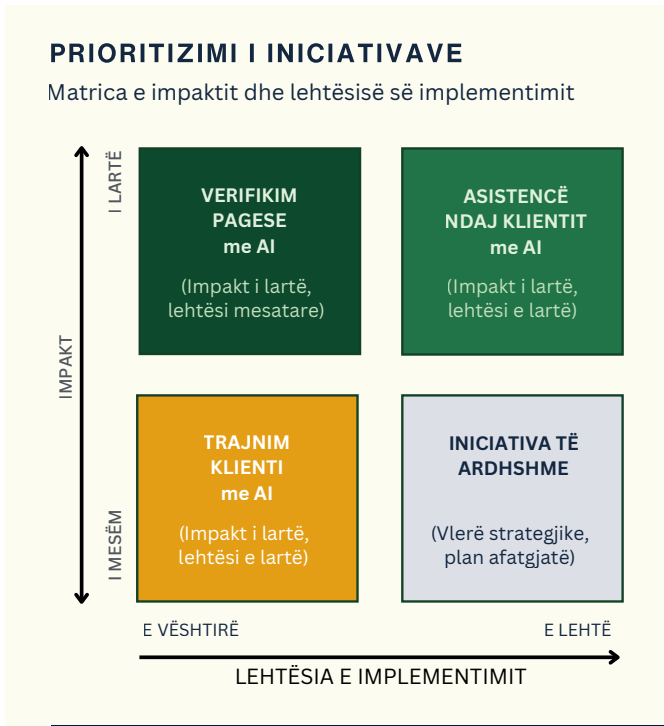 PRIORITIZIMI I INICIATIVAVE
Matrica e impaktit dhe lehtësisë së implementimit
I LARTË
IMPAKT
I MESËM
VERIFIKIM
PAGESE
me AI
(Impakt i lartë,
lehtësi mesatare)
ASISTENCË
NDAJ KLIENTIT
me AI
(Impakt i lartë,
lehtësi e lartë)
TRAJNIM
KLIENTI
me AI
(Impakt i lartë,
lehtësi e lartë)
INICIATIVA TË
ARDHSHME
(Vlerë strategjike,
plan afatgjatë)
E VËSHTIRË
E LEHTË
LEHTËSIA E IMPLEMENTIMIT